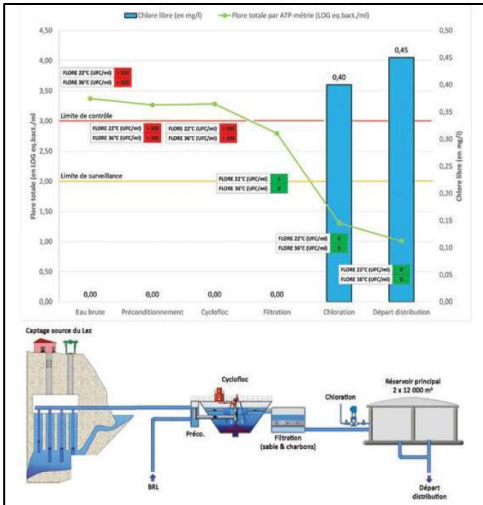 Chlore libre (en mg/l)
Flore totale par ATP-métrie (LOG eq.bact./ml)
4,50
4,00
3,50
3,00
2,50
2,00
1,50
1,00
0,50
0,00
Flore totale (en LOG eq.bact./ml)
0,50
0,45
0,40
0,35
0,30
0,25
0,20
0,15
0,10
0,05
0,00
Chlore libre (en mg/l)
0,45
0,40
FLORE 22°C (UFC/ml)
FLORE 36°C (UFC/ml)
Limite de contrôle
FLORE 22°C (UFC/ml)
FLORE 36°C (UFC/ml)
FLORE 22°C (UFC/ml)
FLORE 36°C (UFC/ml)
Limite de surveillance
FLORE 22°C (UFC/ml)
FLORE 36°C (UFC/ml)
FLORE 22°C (UFC/ml)
FLORE 36°C (UFC/ml)
FLORE 22°C (UFC/ml) 0
FLORE 36°C (UFC/ml) 0
0,00 0,00 0,00 0,00
Eau brute Préconditionnement Cyclofloc Filtration Chloration Départ distribution
Captage source du Lez
Cyclofloc
Préco.
BRL
Filtration
(sable & charbons)
Chloration
Réservoir principal
2 x 12 000 m³
Départ
distribution